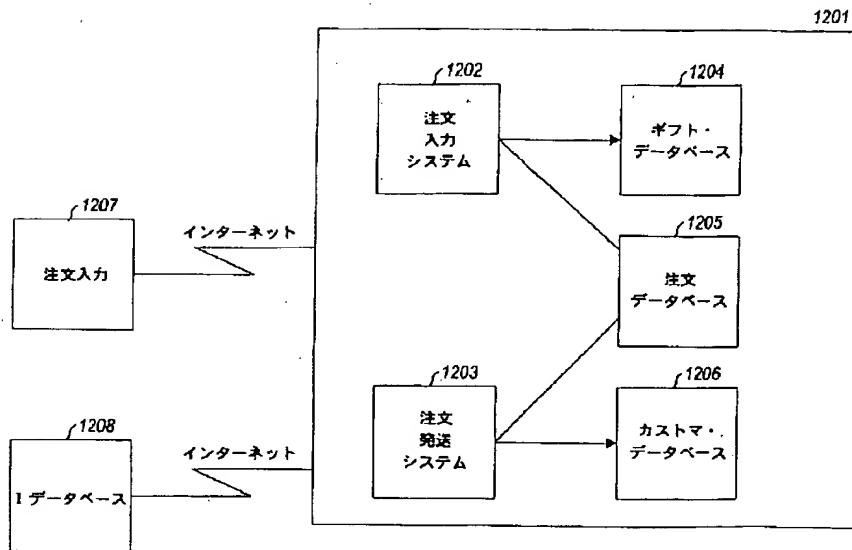 1201
1202
注文
入力
システム
1204
ギフト・
データベース
1207
注文入力
インターネット
1205
注文
データベース
1203
注文
発送
システム
1206
カストマ・
データベース
1208
1データベース
インターネット